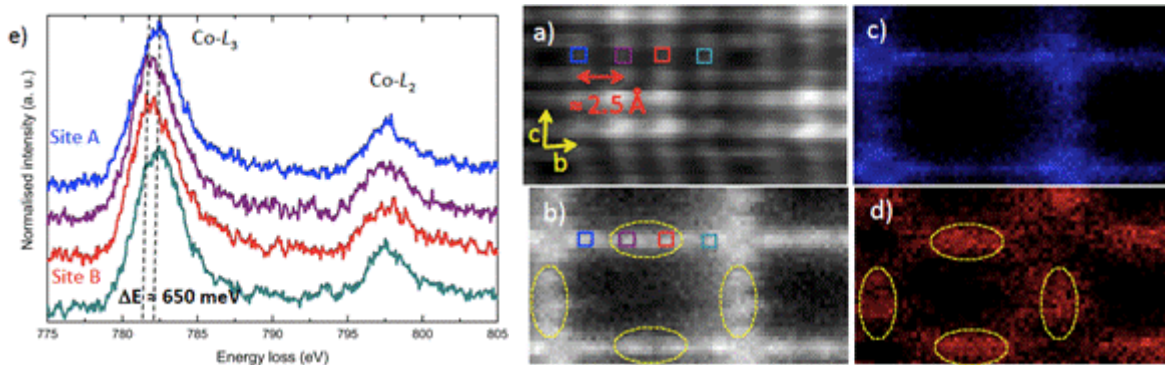 e)
Co-L3
Co-L2
Site A
Site B
ΔE ≈ 650 meV
Normalised intensity (a. u.)
775 780 785 790 795 800 805
Energy loss (eV)
a)
≈ 2.5 Å
c
b
b)
c)
d)